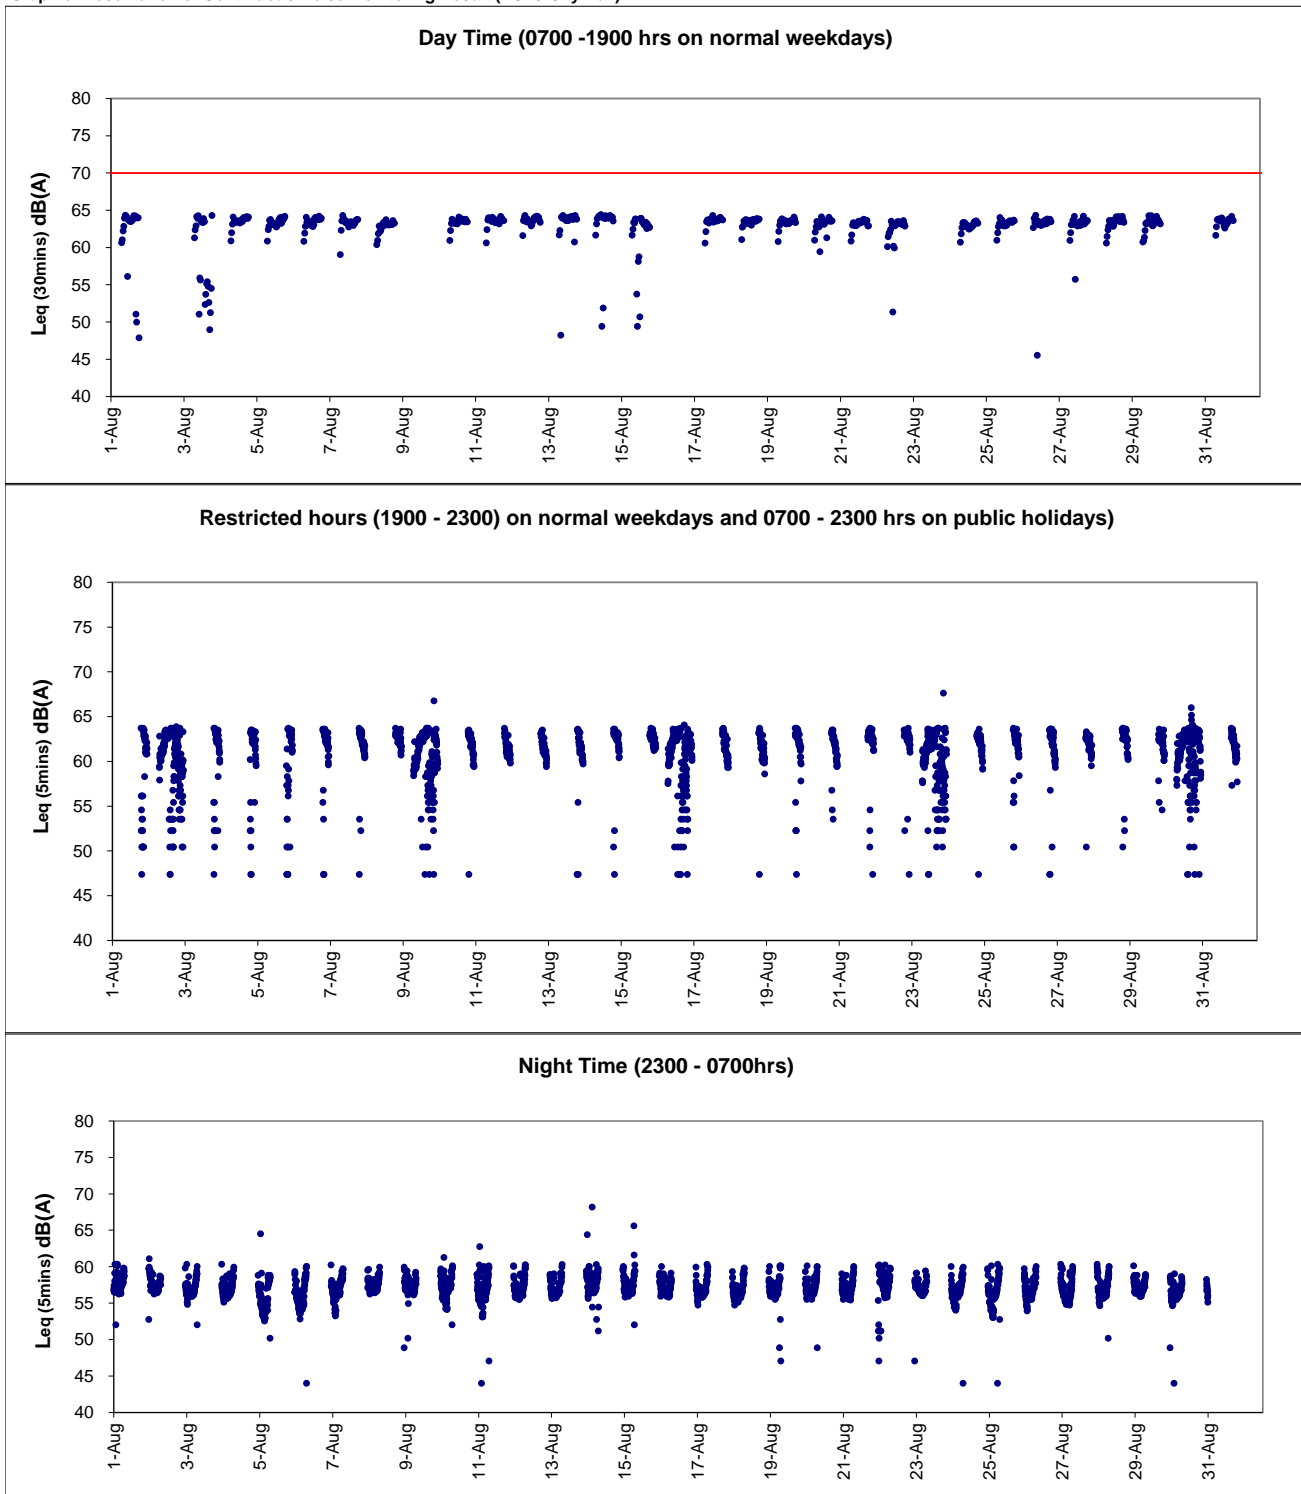 Day Time (0700 -1900 hrs on normal weekdays)
Leq (30mins) dB(A)
80
75
70
65
60
55
50
45
40
1-Aug
3-Aug
5-Aug
7-Aug
9-Aug
11-Aug
13-Aug
15-Aug
17-Aug
19-Aug
21-Aug
23-Aug
25-Aug
27-Aug
29-Aug
31-Aug
Restricted hours (1900 - 2300) on normal weekdays and 0700 - 2300 hrs on public holidays)
Leq (5mins) dB(A)
80
75
70
65
60
55
50
45
40
1-Aug
3-Aug
5-Aug
7-Aug
9-Aug
11-Aug
13-Aug
15-Aug
17-Aug
19-Aug
21-Aug
23-Aug
25-Aug
27-Aug
29-Aug
31-Aug
Night Time (2300 - 0700hrs)
Leq (5mins) dB(A)
80
75
70
65
60
55
50
45
40
1-Aug
3-Aug
5-Aug
7-Aug
9-Aug
11-Aug
13-Aug
15-Aug
17-Aug
19-Aug
21-Aug
23-Aug
25-Aug
27-Aug
29-Aug
31-Aug